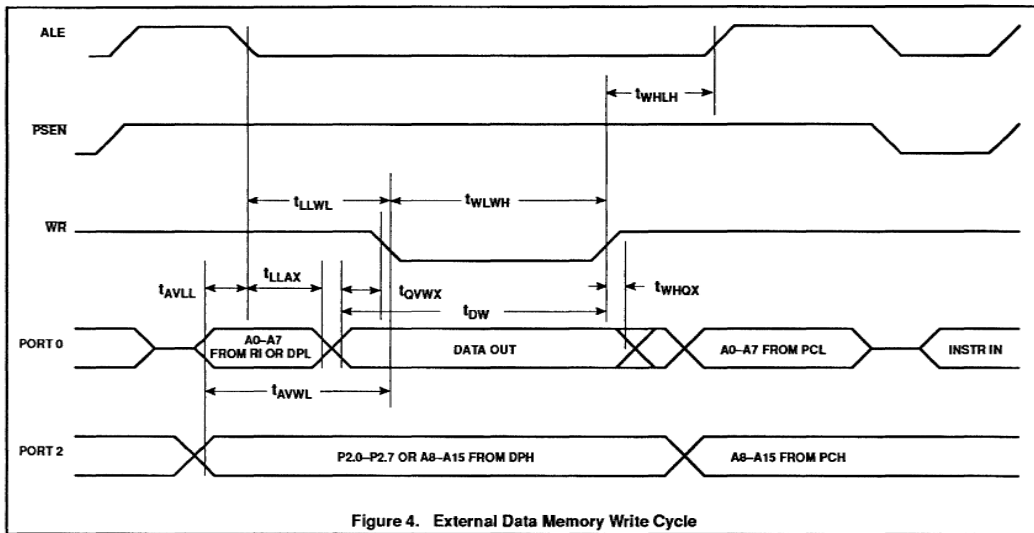 ALE
tWHLH
PSEN
tLLWL
tWLWH
WR
tAVLL
tLLAX
tQVWX
tWHQX
tDW
PORT 0
A0–A7
FROM RI OR DPL
DATA OUT
A0–A7 FROM PCL
INSTR IN
tAVWL
PORT 2
P2.0–P2.7 OR A8–A15 FROM DPH
A8–A15 FROM PCH
Figure 4. External Data Memory Write Cycle